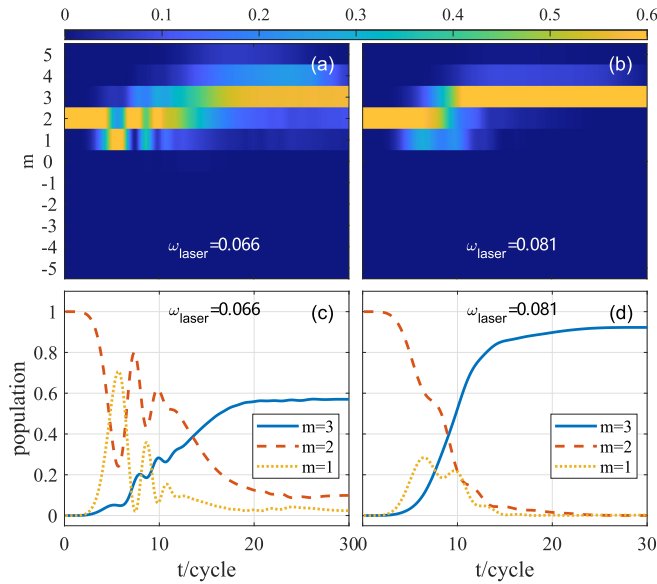 0 0.1 0.2 0.3 0.4 0.5 0.6
(a) (b)
5
4
3
2
1
0
-1
-2
-3
-4
-5
m
ωlaser=0.066 ωlaser=0.081
ωlaser=0.066 (c) ωlaser=0.081 (d)
1
0.8
0.6
0.4
0.2
0
population
m=3
m=2
m=1
m=3
m=2
m=1
0 10 20 30 0 10 20 30
t/cycle t/cycle